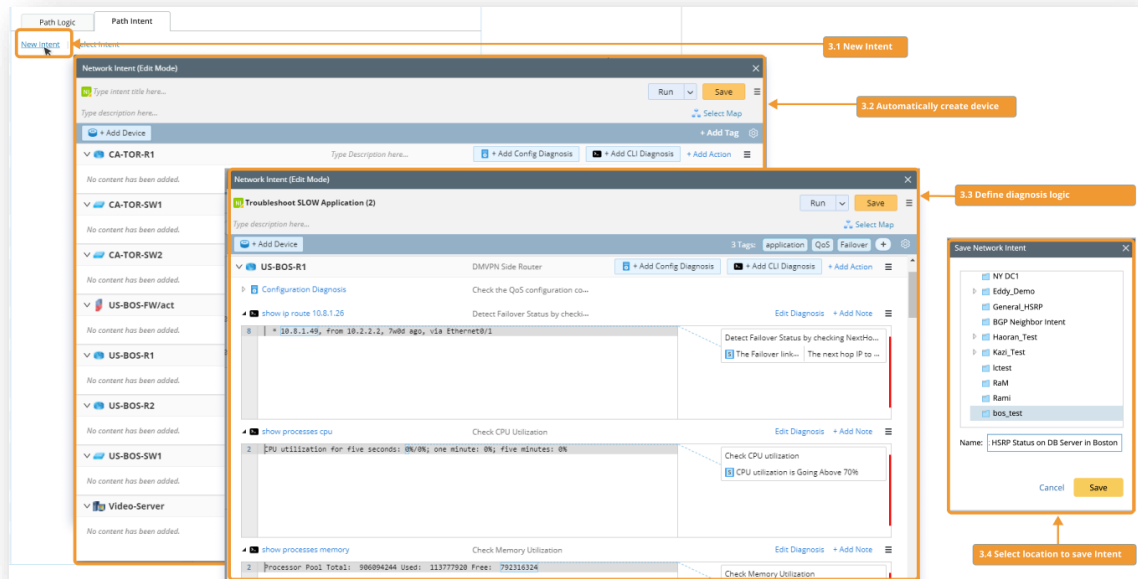 Path Logic
Path Intent
New Intent
Select Intent
3.1 New Intent
Network Intent (Edit Mode)
Type intent title here...
Run
Save
3.2 Automatically create device
Type description here...
Select Map
+ Add Device
+ Add Tag
CA-TOR-R1
Type Description here...
+ Add Config Diagnosis
+ Add CLI Diagnosis
+ Add Action
No content has been added.
CA-TOR-SW1
No content has been added.
CA-TOR-SW2
No content has been added.
US-BOS-FW/act
No content has been added.
US-BOS-R1
No content has been added.
US-BOS-R2
No content has been added.
US-BOS-SW1
No content has been added.
Video-Server
No content has been added.
Network Intent (Edit Mode)
3.3 Define diagnosis logic
Troubleshoot SLOW Application (2)
Run
Save
Type description here...
Select Map
+ Add Device
3 Tags:
application
QoS
Failover
+
US-BOS-R1
DMVPN Side Router
+ Add Config Diagnosis
+ Add CLI Diagnosis
+ Add Action
Configuration Diagnosis
Check the QoS configuration co...
show ip route 10.8.1.26
Detect Failover Status by checki...
Edit Diagnosis
+ Add Note
8 * 10.8.1.49, from 10.2.2.2, 7w0d ago, via Ethernet0/1
Detect Failover Status by checking NextHo...
The Failover link...
The next hop IP to ...
show processes cpu
Check CPU Utilization
Edit Diagnosis
+ Add Note
2 CPU utilization for five seconds: 0%/0%; one minute: 0%; five minutes: 0%
Check CPU utilization
CPU utilization is Going Above 70%
show processes memory
Check Memory Utilization
Edit Diagnosis
+ Add Note
2 Processor Pool Total: 906094244 Used: 113777920 Free: 792316324
Check Memory Utilization
Save Network Intent
NY DC1
Eddy_Demo
General_HSRP
BGP Neighbor Intent
Haoran_Test
Kazi_Test
lctest
RaM
Rami
bos_test
Name:
: HSRP Status on DB Server in Boston
Cancel
Save
3.4 Select location to save intent